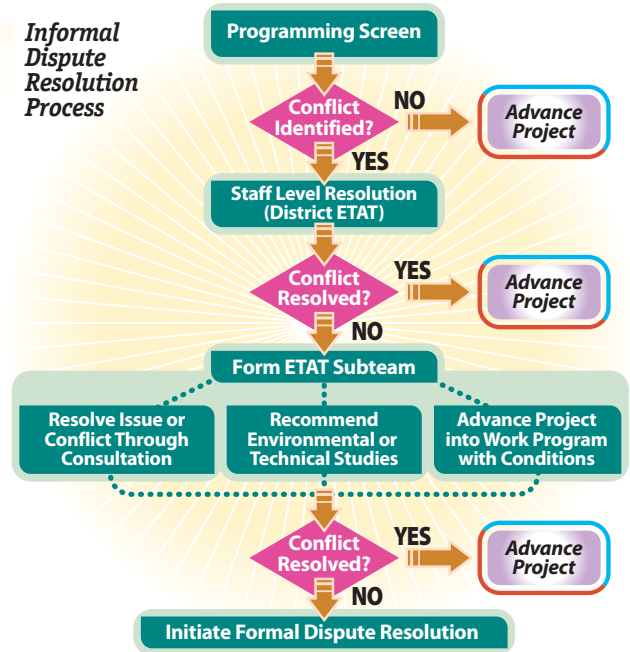 Informal
Dispute
Resolution
Process
Programming Screen
Conflict
Identified?
NO
Advance
Project
YES
Staff Level Resolution
(District ETAT)
Conflict
Resolved?
YES
Advance
Project
NO
Form ETAT Subteam
Resolve Issue or
Conflict Through
Consultation
Recommend
Environmental or
Technical Studies
Advance Project
into Work Program
with Conditions
Conflict
Resolved?
YES
Advance
Project
NO
Initiate Formal Dispute Resolution